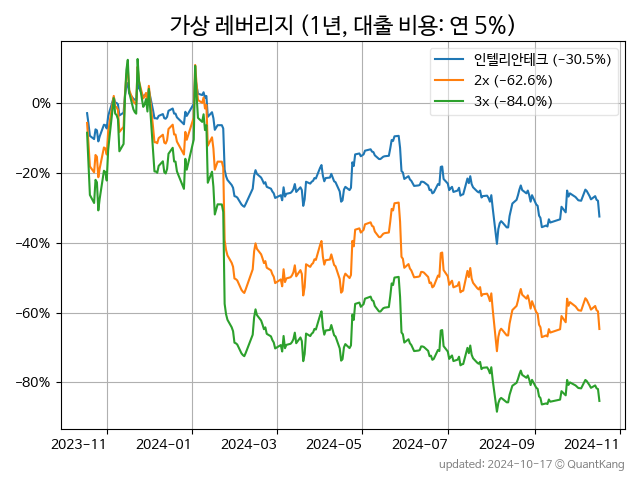 가상 레버리지 (1년, 대출 비용: 연 5%)
인텔리안테크 (−30.5%)
2x (−62.6%)
3x (−84.0%)
0%
−20%
−40%
−60%
−80%
2023−11 2024−01 2024−03 2024−05 2024−07 2024−09 2024−11
updated: 2024-10-17 © QuantKang